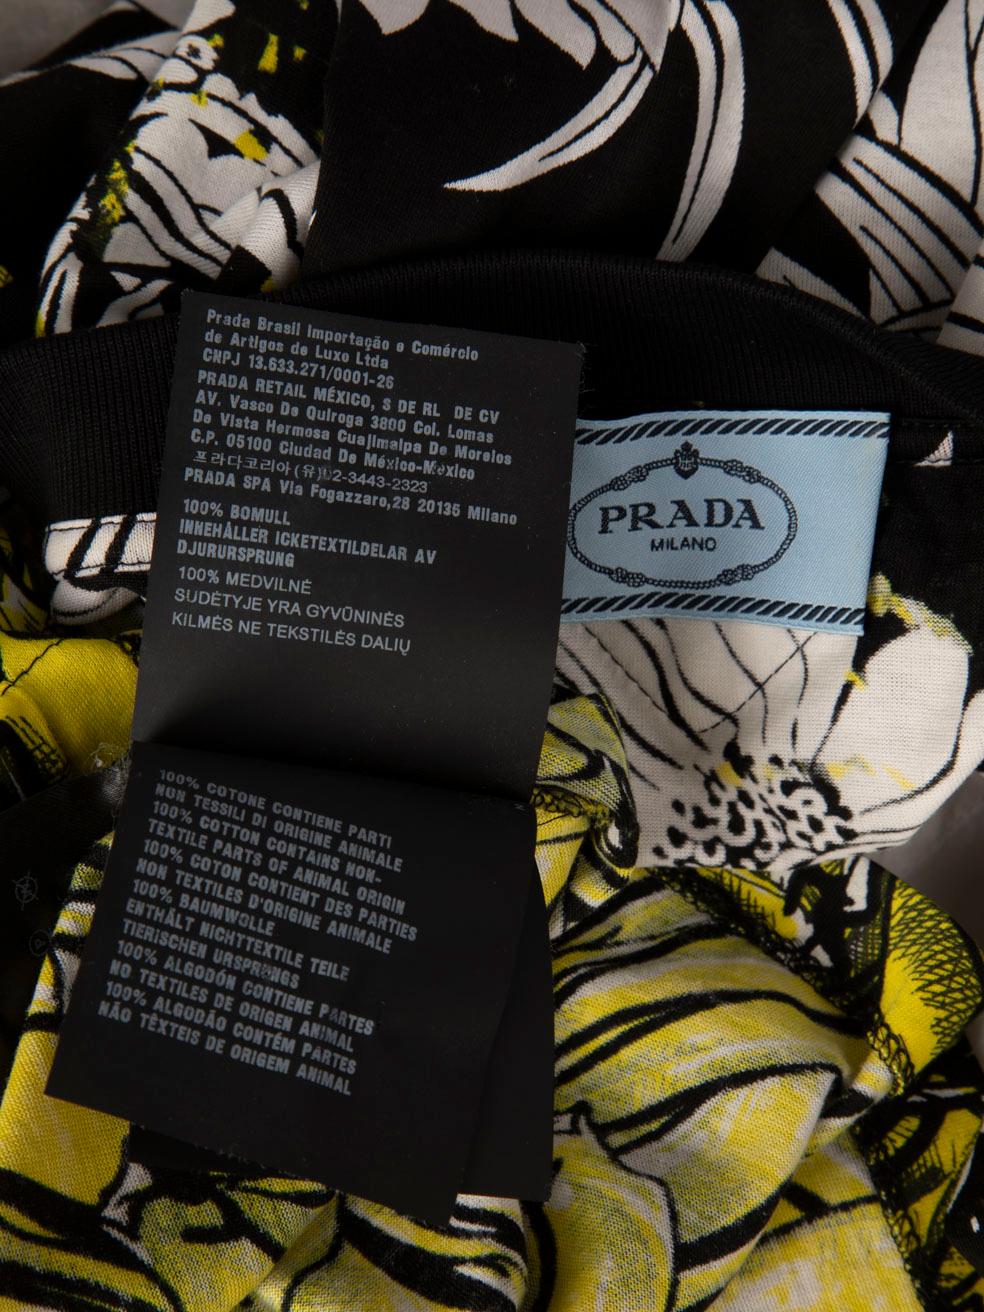 Prada Brasil Importação e Comércio
de Artigos de Luxo Ltda
CNPJ 13.633.271/0001-26
PRADA RETAIL MÉXICO, S DE RL DE CV
AV. Vasco De Quiroga 3800 Col. Lomas
De Vista Hermosa Cuajimalpa De Morelos
C.P. 05100 Ciudad De México-México
프라다코리아(유)02-3443-2323
PRADA SPA Via Fogazzaro,28 20135 Milano
100% BOMULL
INNEHÅLLER ICKETEXTILDELAR AV
DJURURSPRUNG
100% MEDVILNĖ
SUDĖTYJE YRA GYVŪNINĖS
KILMĖS NE TEKSTILĖS DALIŲ
PRADA
MILANO
100% COTONE CONTIENE PARTI
NON TESSILI DI ORIGINE ANIMALE
100% COTTON CONTAINS NON-
TEXTILE PARTS OF ANIMAL ORIGIN
100% COTON CONTIENT DES PARTIES
NON TEXTILES D'ORIGINE ANIMALE
100% BAUMWOLLE
ENTHÄLT NICHTTEXTILE TEILE
TIERISCHEN URSPRUNGS
100% ALGODÓN CONTIENE PARTES
NO TEXTILES DE ORIGEN ANIMAL
100% ALGODÃO CONTÉM PARTES
NÃO TÊXTEIS DE ORIGEM ANIMAL